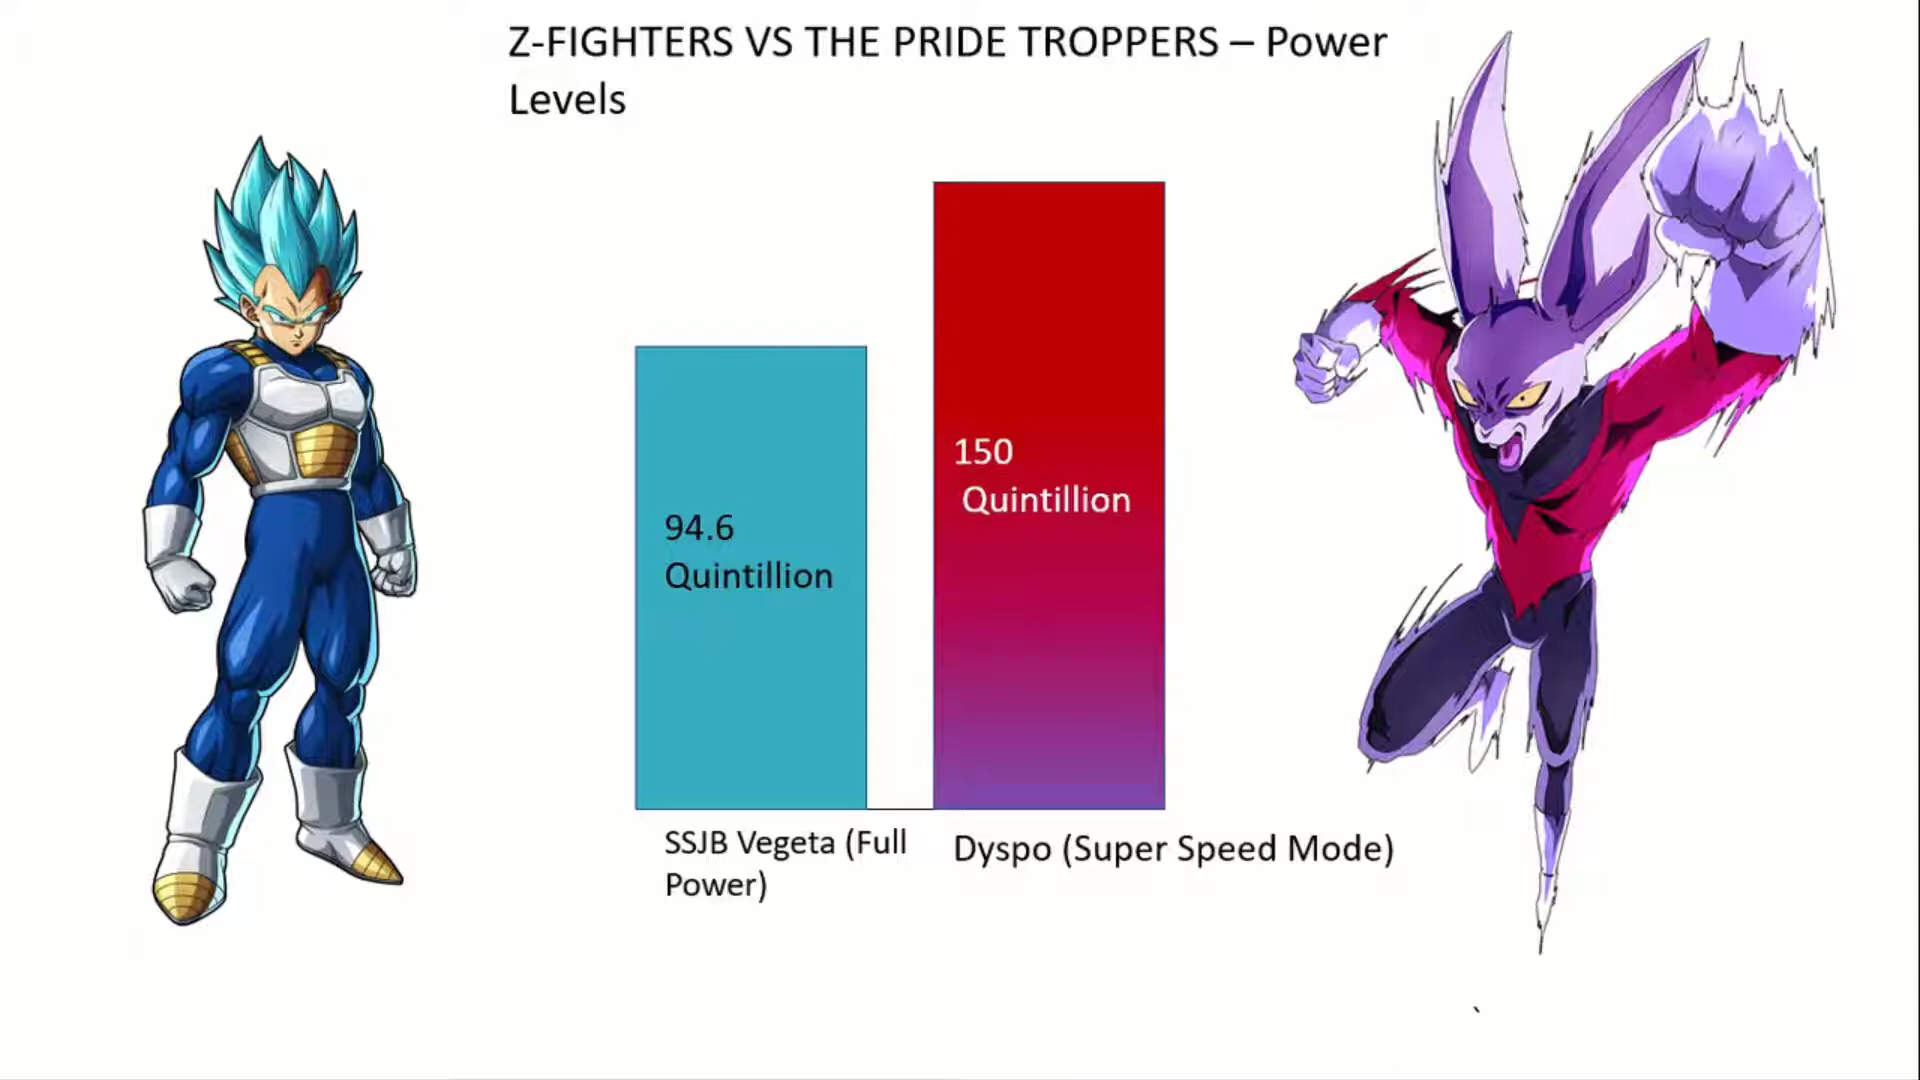 Z-FIGHTERS VS THE PRIDE TROPPERS – Power
Levels
150
Quintillion
94.6
Quintillion
SSJB Vegeta (Full
Power)
Dyspo (Super Speed Mode)
`